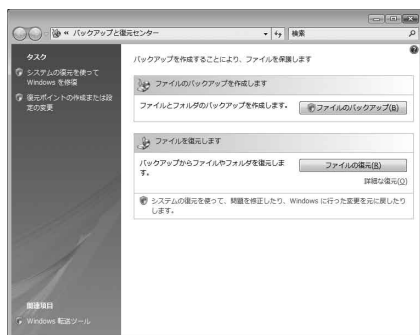 « バックアップと復元センター
検索
タスク
システムの復元を使って
Windows を修復
復元ポイントの作成または設
定の変更
関連項目
Windows 転送ツール
バックアップを作成することにより、ファイルを保護します
ファイルのバックアップを作成します
ファイルとフォルダのバックアップを作成します。
ファイルのバックアップ(B)
ファイルを復元します
バックアップからファイルやフォルダを復元しま
す。
ファイルの復元(R)
詳細な復元(O)
システムの復元を使って、問題を修正したり、Windows に行った変更を元に戻したり
します。